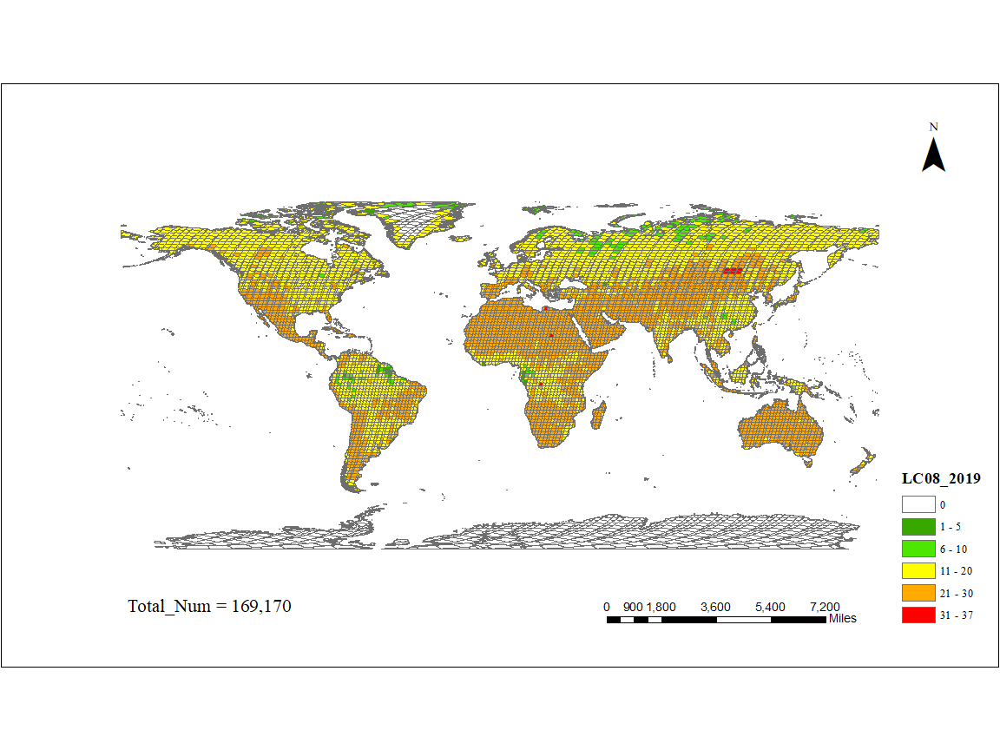 N
LC08_2019
0
1 - 5
6 - 10
11 - 20
21 - 30
31 - 37
Total_Num = 169,170
0 900 1,800 3,600 5,400 7,200
Miles